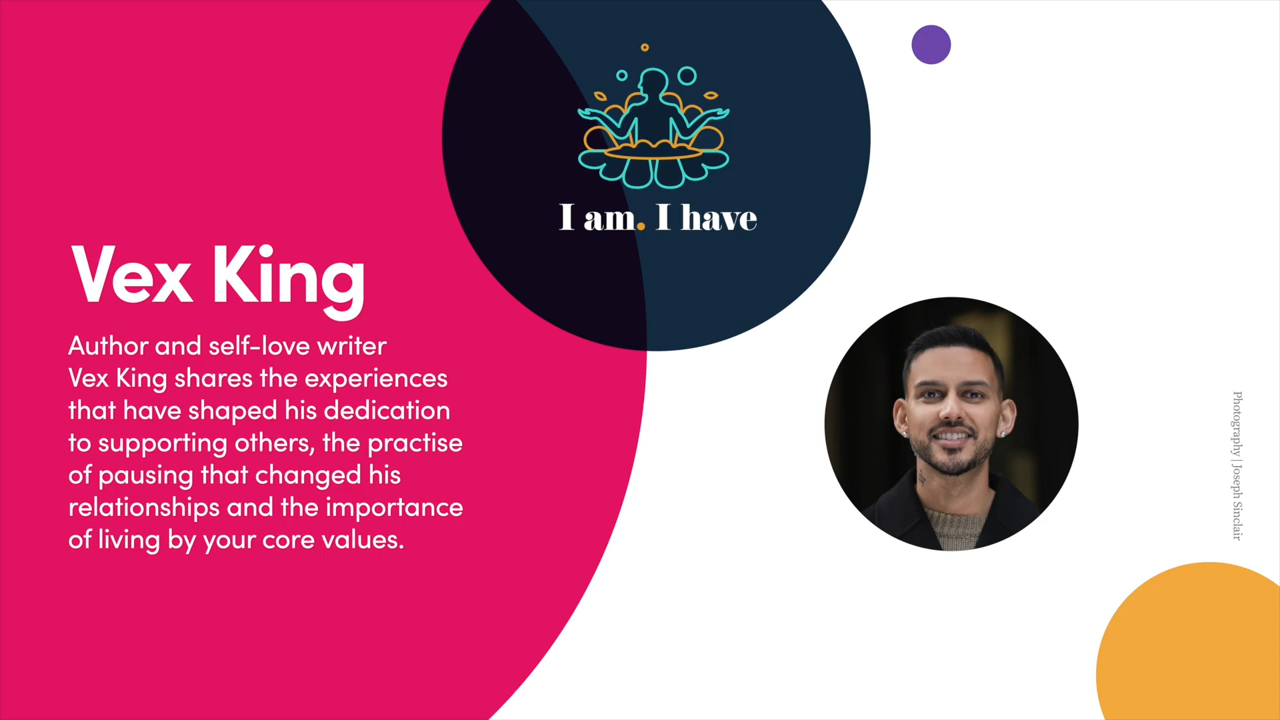 I am. I have
Vex King
Author and self-love writer
Vex King shares the experiences
that have shaped his dedication
to supporting others, the practise
of pausing that changed his
relationships and the importance
of living by your core values.
Photography | Joseph Sinclair